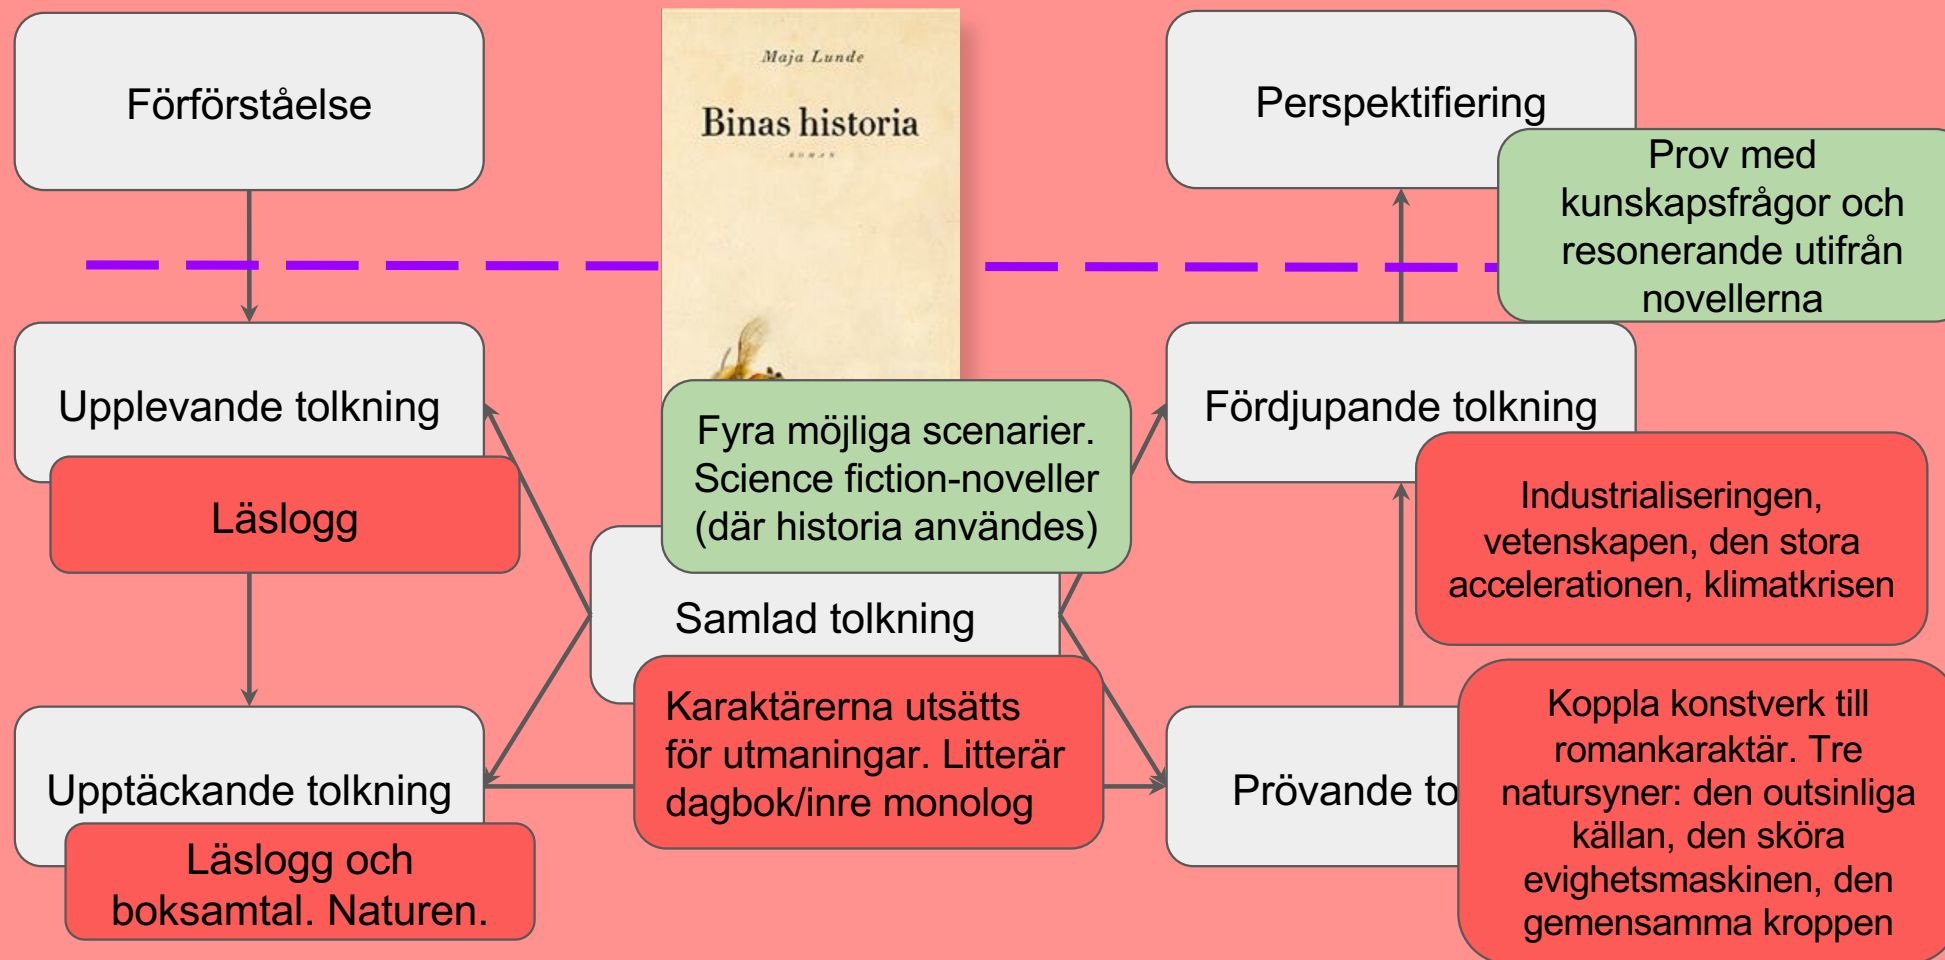 Förförståelse
Maja Lunde
Binas historia
ROMAN
Perspektifiering
Prov med
kunskapsfrågor och
resonerande utifrån
novellerna
Upplevande tolkning
Läslogg
Fyra möjliga scenarier.
Science fiction-noveller
(där historia användes)
Fördjupande tolkning
Industrialiseringen,
vetenskapen, den stora
accelerationen, klimatkrisen
Samlad tolkning
Karaktärerna utsätts
för utmaningar. Litterär
dagbok/inre monolog
Upptäckande tolkning
Läslogg och
boksamtal. Naturen.
Prövande to
Koppla konstverk till
romankaraktär. Tre
natursyner: den outsinliga
källan, den sköra
evighetsmaskinen, den
gemensamma kroppen